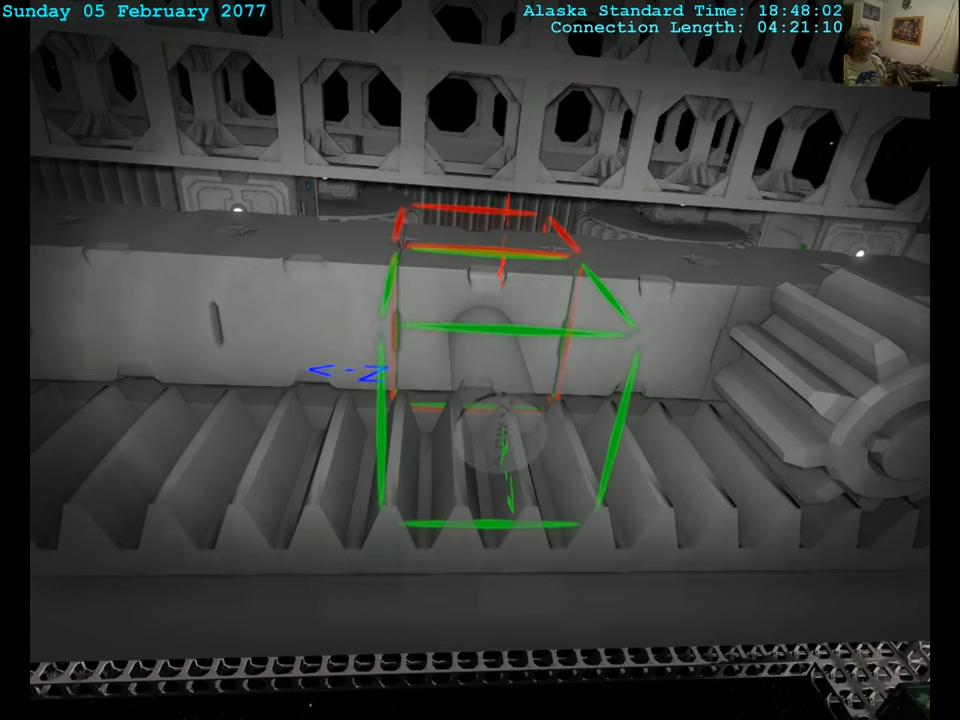 Sunday 05 February 2077
Alaska Standard Time: 18:48:02
Connection Length: 04:21:10
<-Z